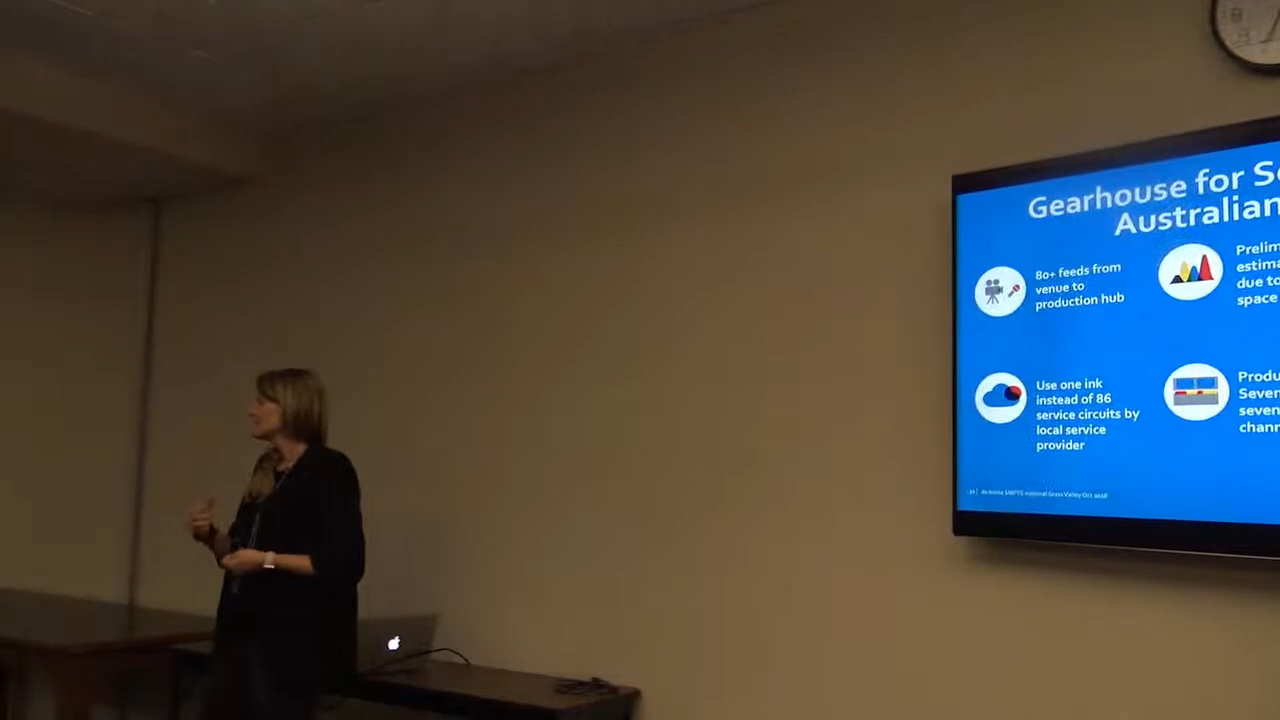 Gearhouse for S
Australian
80+ feeds from
venue to
production hub
Prelim
estima
due to
space
Use one ink
instead of 86
service circuits by
local service
provider
Produ
Seven
seven
chann